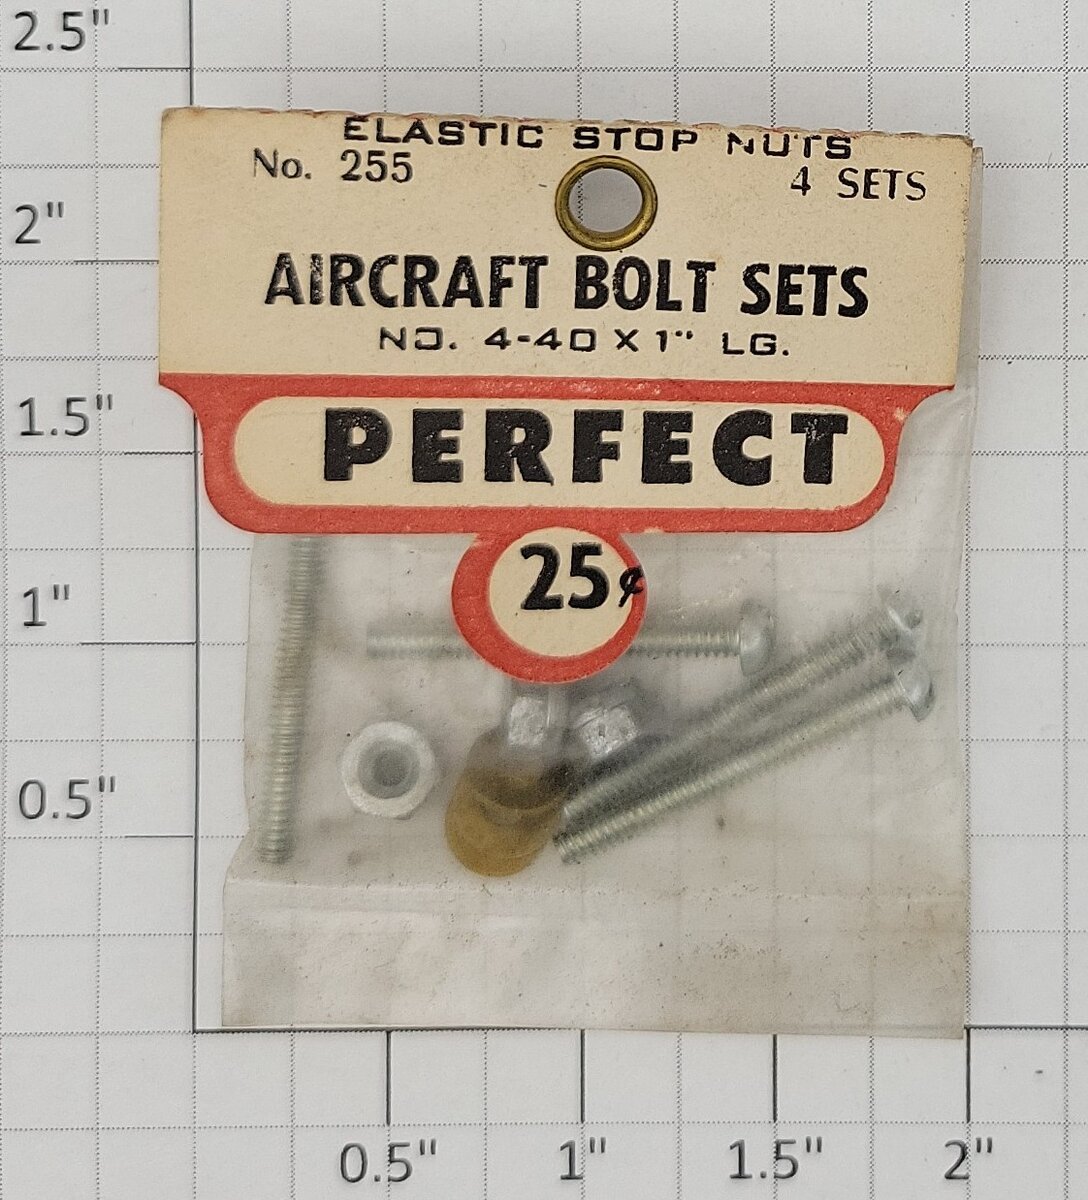 2.5"
ELASTIC STOP NUTS
No. 255
4 SETS
2"
AIRCRAFT BOLT SETS
NO. 4-40 X 1" LG.
1.5"
PERFECT
25¢
1"
0.5"
0.5"
1"
1.5"
2"